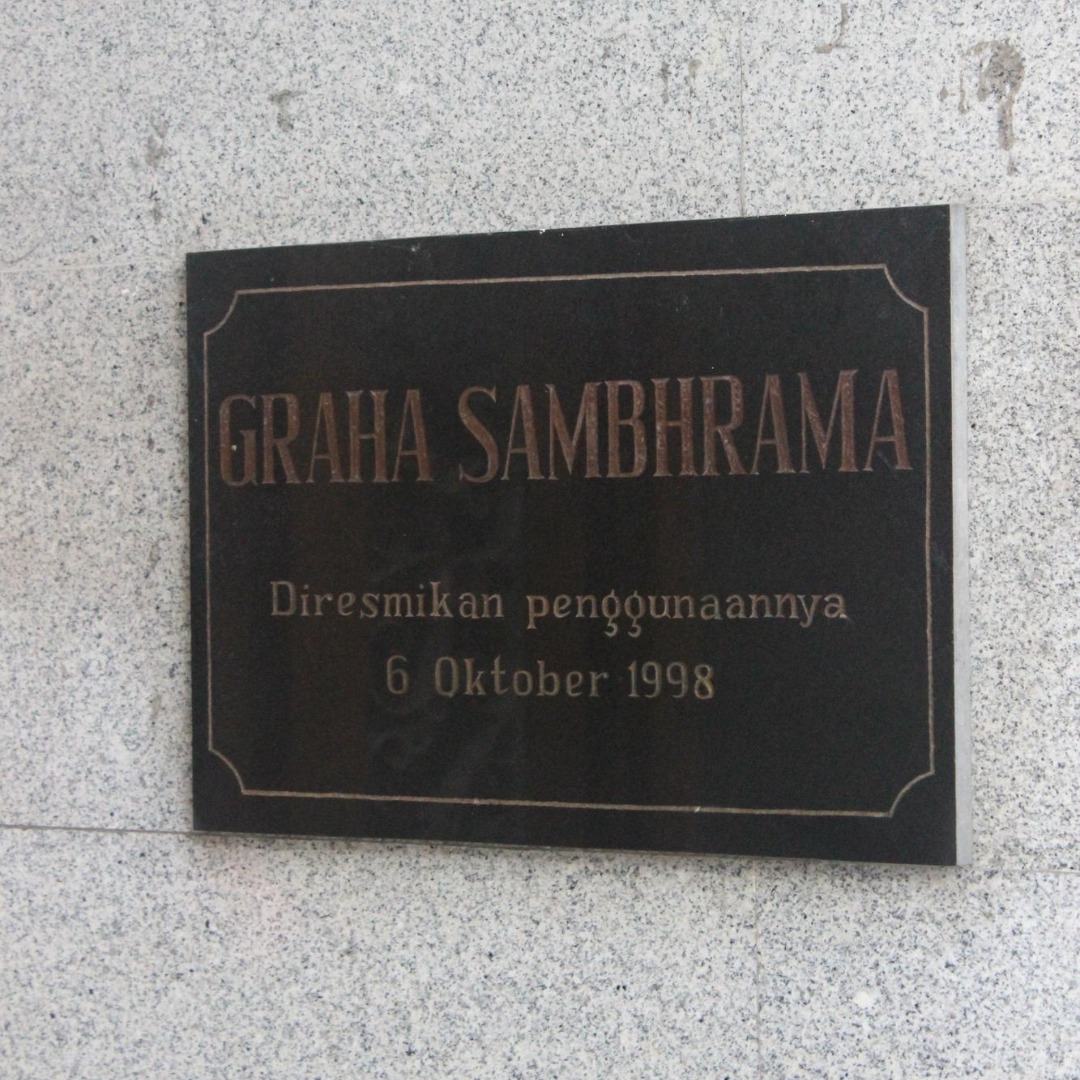 GRAHA SAMBHRAMA
Diresmikan penggunaannya
6 Oktober 1998